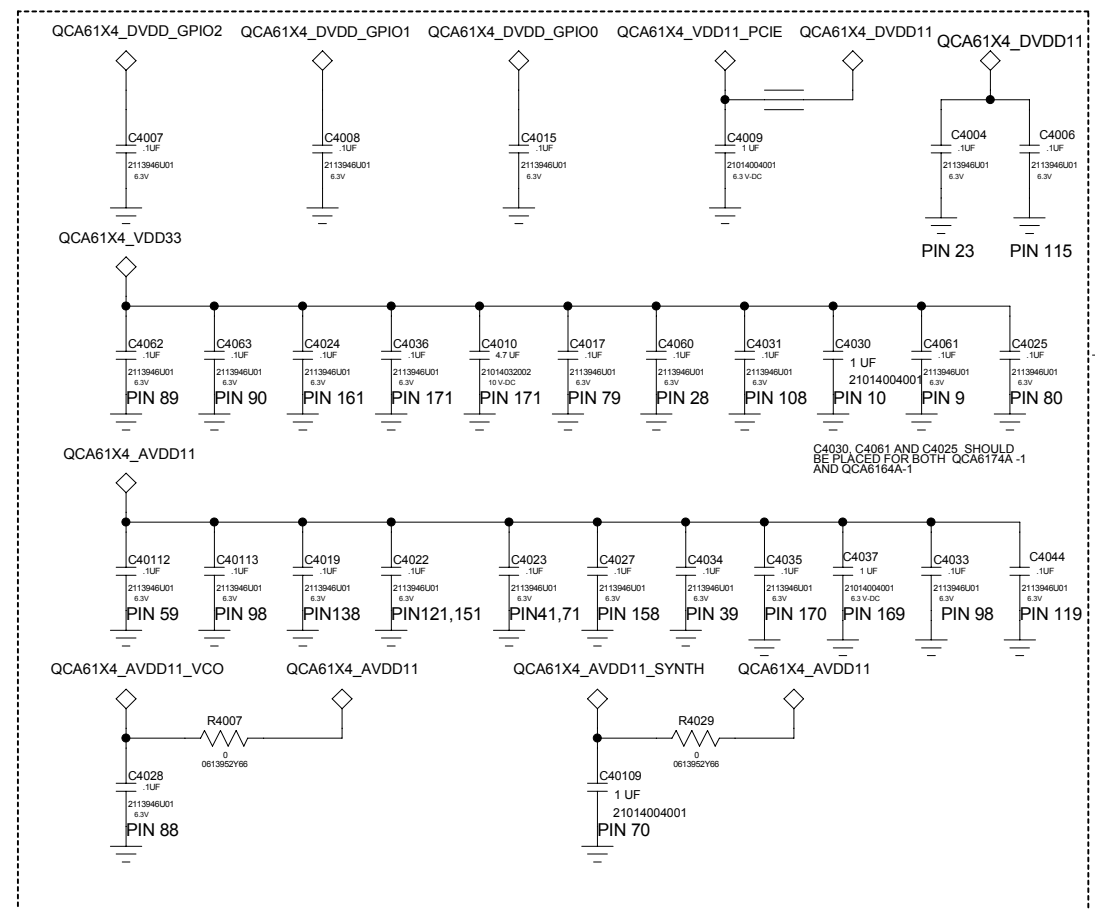 QCA61X4_DVDD_GPIO2 QCA61X4_DVDD_GPIO1 QCA61X4_DVDD_GPIO0 QCA61X4_VDD11_PCIE QCA61X4_DVDD11 QCA61X4_DVDD11
C4007
.1UF
2113946U01
6.3V
C4008
.1UF
2113946U01
6.3V
C4015
.1UF
2113946U01
6.3V
C4009
1 UF
21014004001
6.3 V-DC
C4004
.1UF
2113946U01
6.3V
PIN 23
C4006
.1UF
2113946U01
6.3V
PIN 115
QCA61X4_VDD33
C4062
.1UF
2113946U01
6.3V
PIN 89
C4063
.1UF
2113946U01
6.3V
PIN 90
C4024
.1UF
2113946U01
6.3V
PIN 161
C4036
.1UF
2113946U01
6.3V
PIN 171
C4010
4.7 UF
21014032002
10 V-DC
PIN 171
C4017
.1UF
2113946U01
6.3V
PIN 79
C4060
.1UF
2113946U01
6.3V
PIN 28
C4031
.1UF
2113946U01
6.3V
PIN 108
C4030
1 UF
21014004001
PIN 10
C4061
.1UF
2113946U01
6.3V
PIN 9
C4025
.1UF
2113946U01
6.3V
PIN 80
C4030, C4061 AND C4025 SHOULD
BE PLACED FOR BOTH QCA6174A -1
AND QCA6164A-1
QCA61X4_AVDD11
C40112
.1UF
2113946U01
6.3V
PIN 59
C40113
.1UF
2113946U01
6.3V
PIN 98
C4019
.1UF
2113946U01
6.3V
PIN138
C4022
.1UF
2113946U01
6.3V
PIN121,151
C4023
.1UF
2113946U01
6.3V
PIN41,71
C4027
.1UF
2113946U01
6.3V
PIN 158
C4034
.1UF
2113946U01
6.3V
PIN 39
C4035
.1UF
2113946U01
6.3V
PIN 170
C4037
1 UF
21014004001
6.3 V-DC
PIN 169
C4033
.1UF
2113946U01
6.3V
PIN 98
C4044
.1UF
2113946U01
6.3V
PIN 119
QCA61X4_AVDD11_VCO QCA61X4_AVDD11 QCA61X4_AVDD11_SYNTH QCA61X4_AVDD11
R4007
0
0613952Y66
C4028
.1UF
2113946U01
6.3V
PIN 88
R4029
0
0613952Y66
C40109
1 UF
21014004001
PIN 70